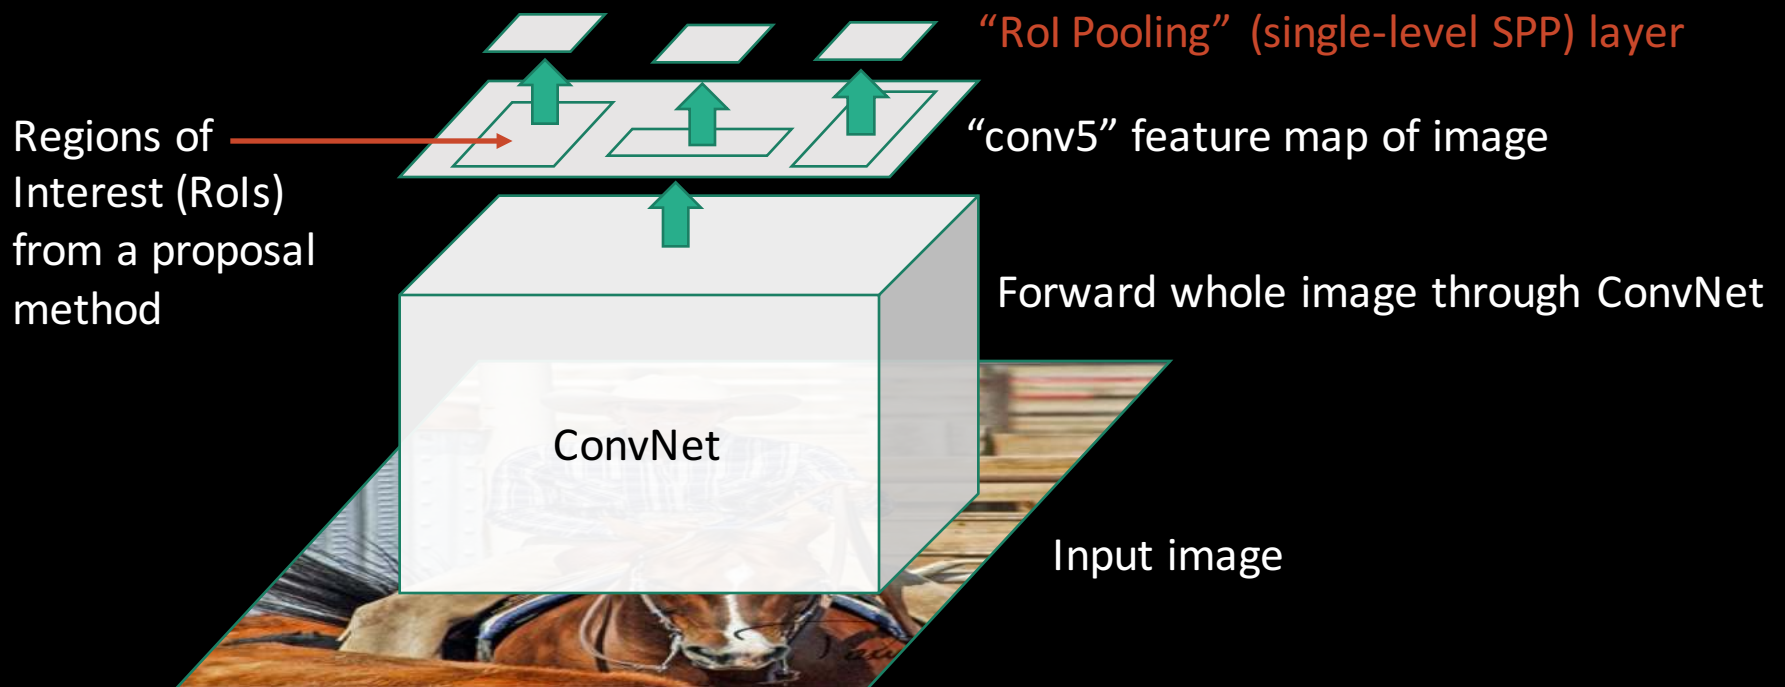 “RoI Pooling” (single-level SPP) layer
Regions of
Interest (RoIs)
from a proposal
method
“conv5” feature map of image
Forward whole image through ConvNet
ConvNet
Input image